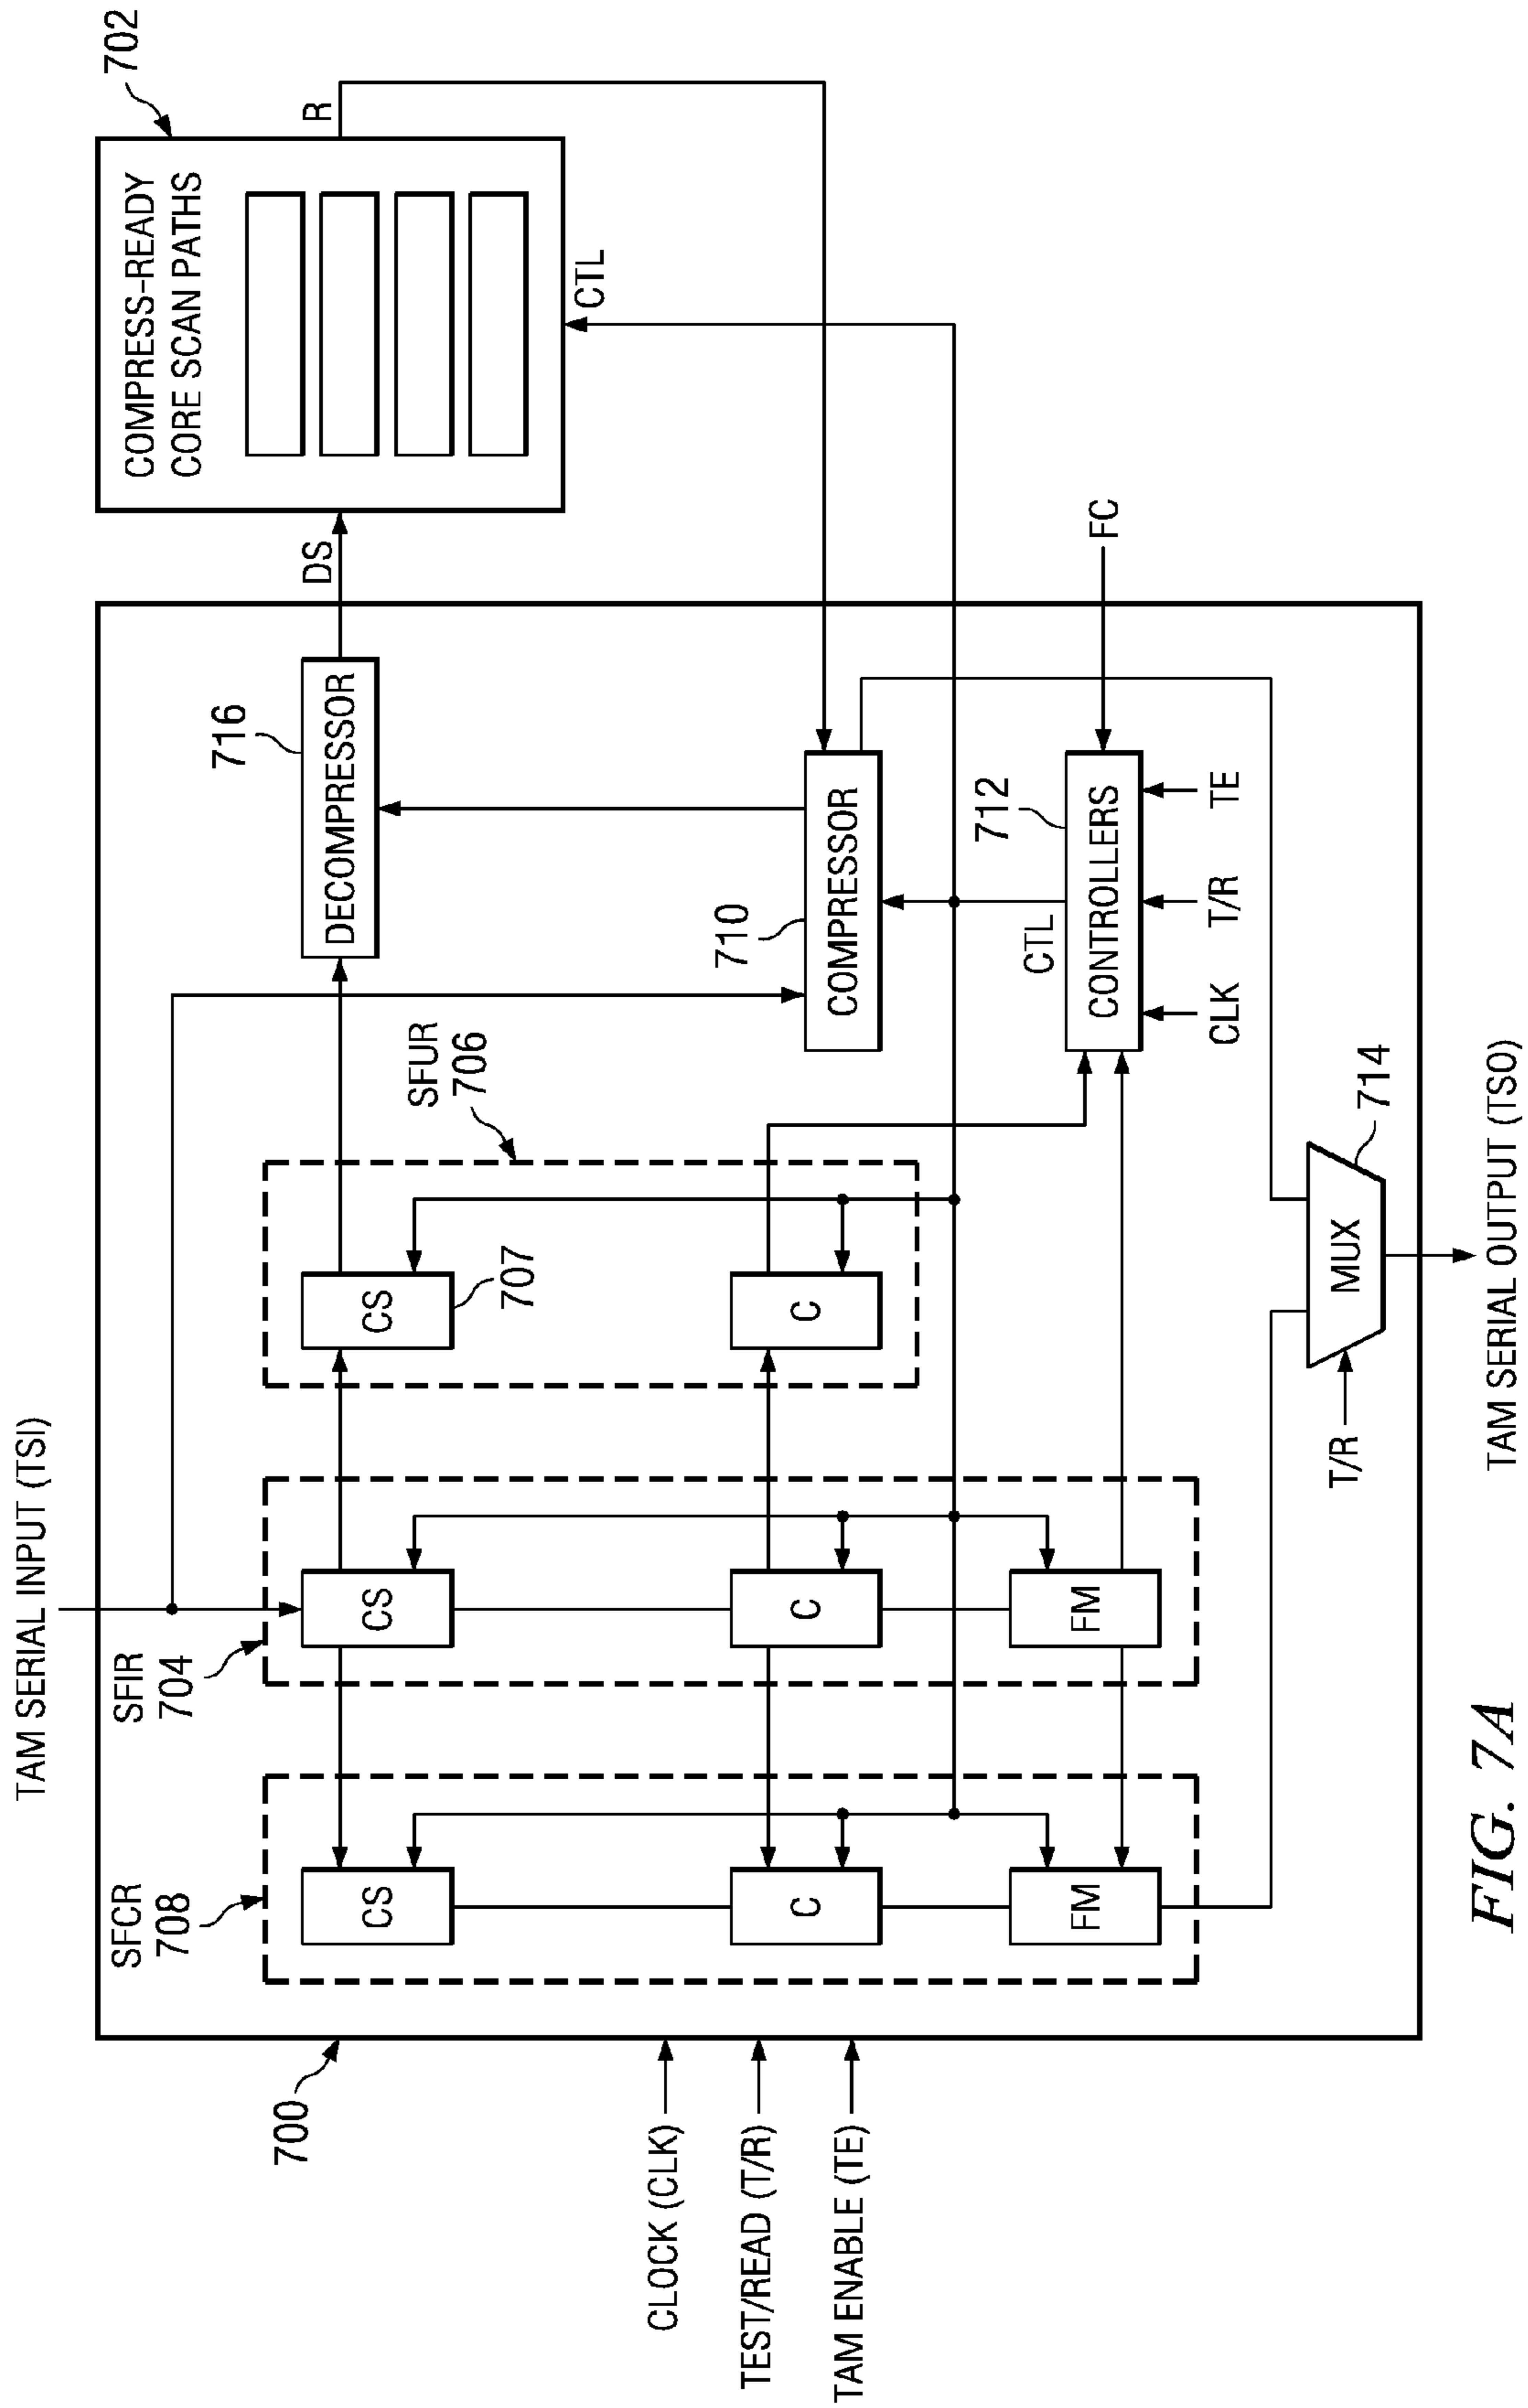 702
COMPRESS-READY
CORE SCAN PATHS
R
CTL
DS
716
DECOMPRESSOR
710
COMPRESSOR
712
CONTROLLERS
CTL
FC
CLK
T/R
TE
SFUR
706
CS
707
C
TAM SERIAL INPUT (TSI)
SFIR
704
CS
C
FM
SFCR
708
CS
C
FM
MUX
714
T/R
TAM SERIAL OUTPUT (TSO)
700
CLOCK (CLK)
TEST/READ (T/R)
TAM ENABLE (TE)
FIG. 7A